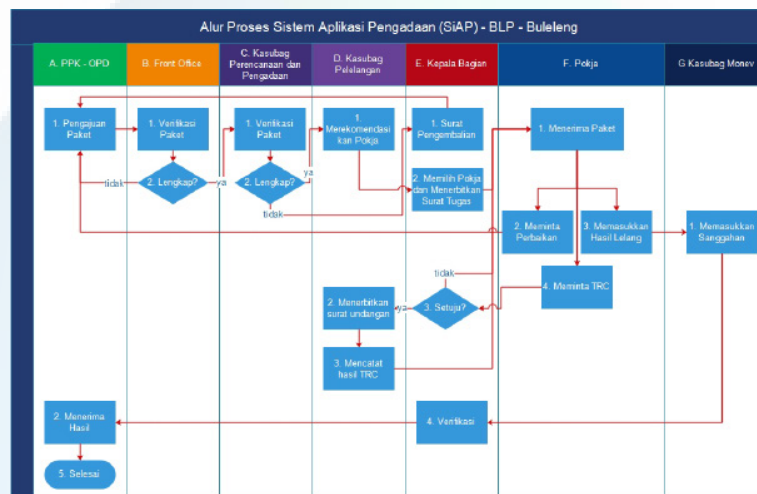 Alur Proses Sistem Aplikasi Pengadaan (SiAP) - BLP - Buleleng
A. PPK - OPD
B. Front Office
C. Kasubag
Perencanaan dan
Pengadaan
D. Kasubag
Pelelangan
E. Kepala Bagian
F. Pokja
G Kasubag Monev
1. Pengajuan
Paket
1. Verifikasi
Paket
1. Verifikasi
Paket
1.
Merekomendasi
kan Pokja
1. Surat
Pengembalian
1. Menerima Paket
2. Lengkap?
2. Lengkap?
tidak
ya
ya
tidak
2. Memilih Pokja
dan Menerbitkan
Surat Tugas
2. Meminta
Perbaikan
3. Memasukkan
Hasil Lelang
1. Memasukkan
Sanggahan
tidak
4. Meminta TRC
2. Menerbitkan
surat undangan
ya
3. Setuju?
3. Mencatat
hasil TRC
2. Menerima
Hasil
4. Verifikasi
5. Selesai